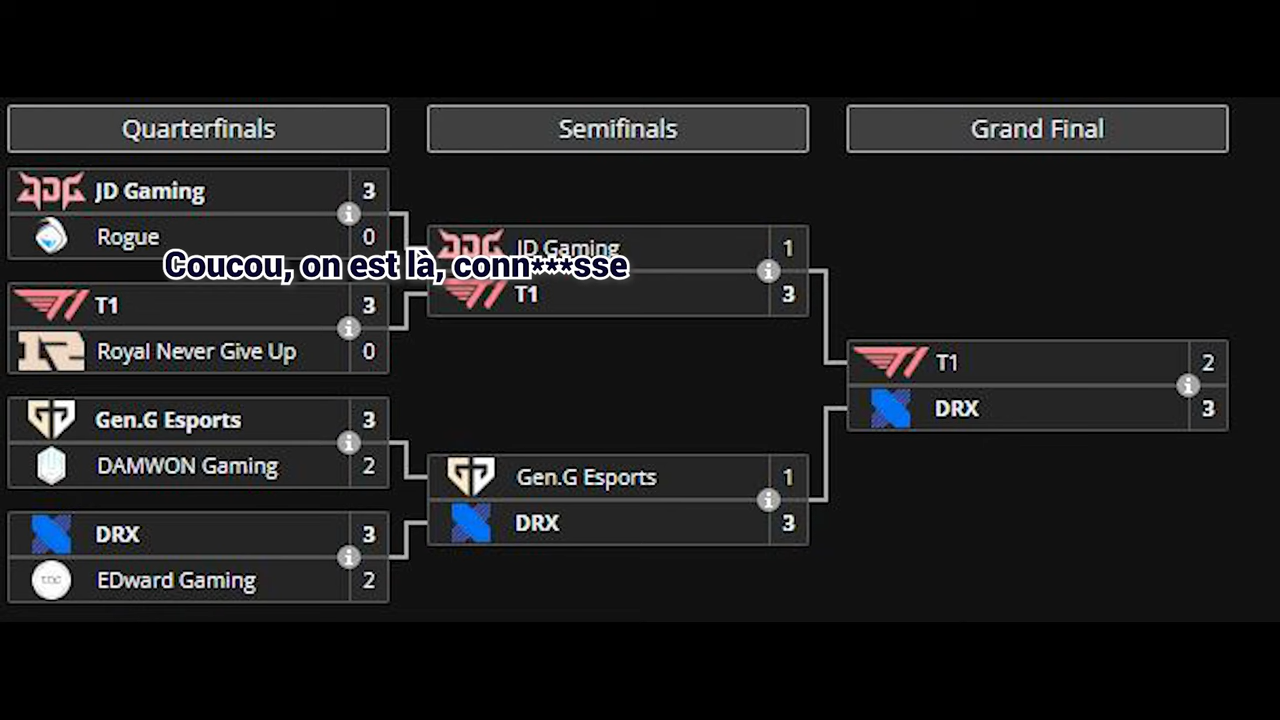 Quarterfinals
Semifinals
Grand Final
JD Gaming 3
Rogue 0
T1 3
Royal Never Give Up 0
Gen.G Esports 3
DAMWON Gaming 2
DRX 3
EDward Gaming 2
JD Gaming 1
T1 3
Gen.G Esports 1
DRX 3
T1 2
DRX 3
Coucou, on est là, conn***sse